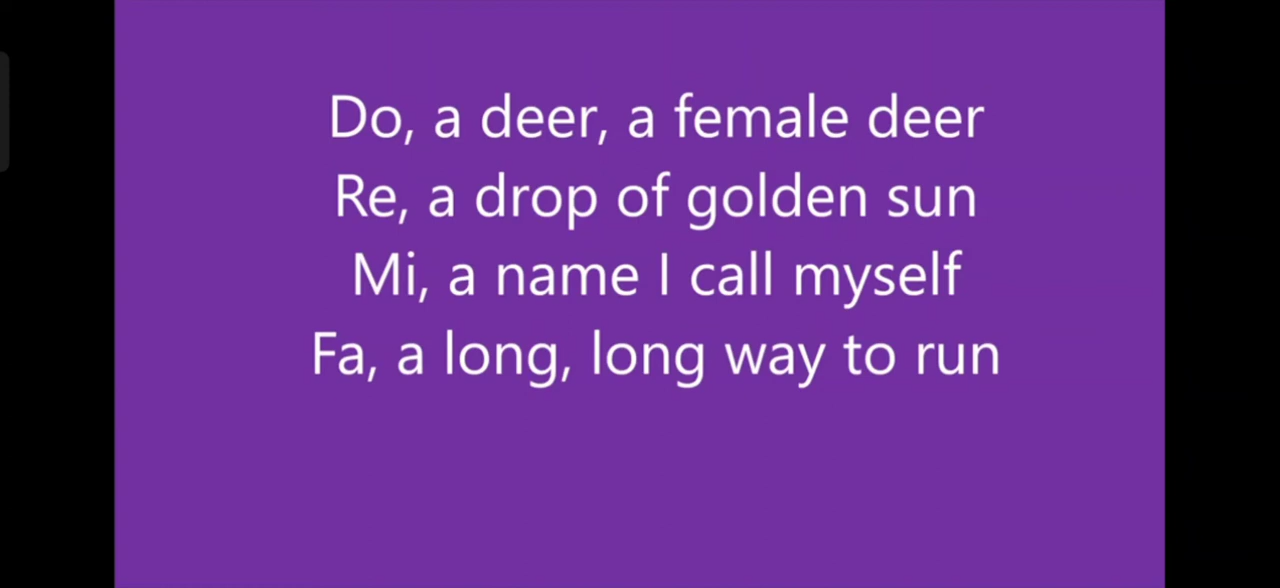 Do, a deer, a female deer
Re, a drop of golden sun
Mi, a name I call myself
Fa, a long, long way to run